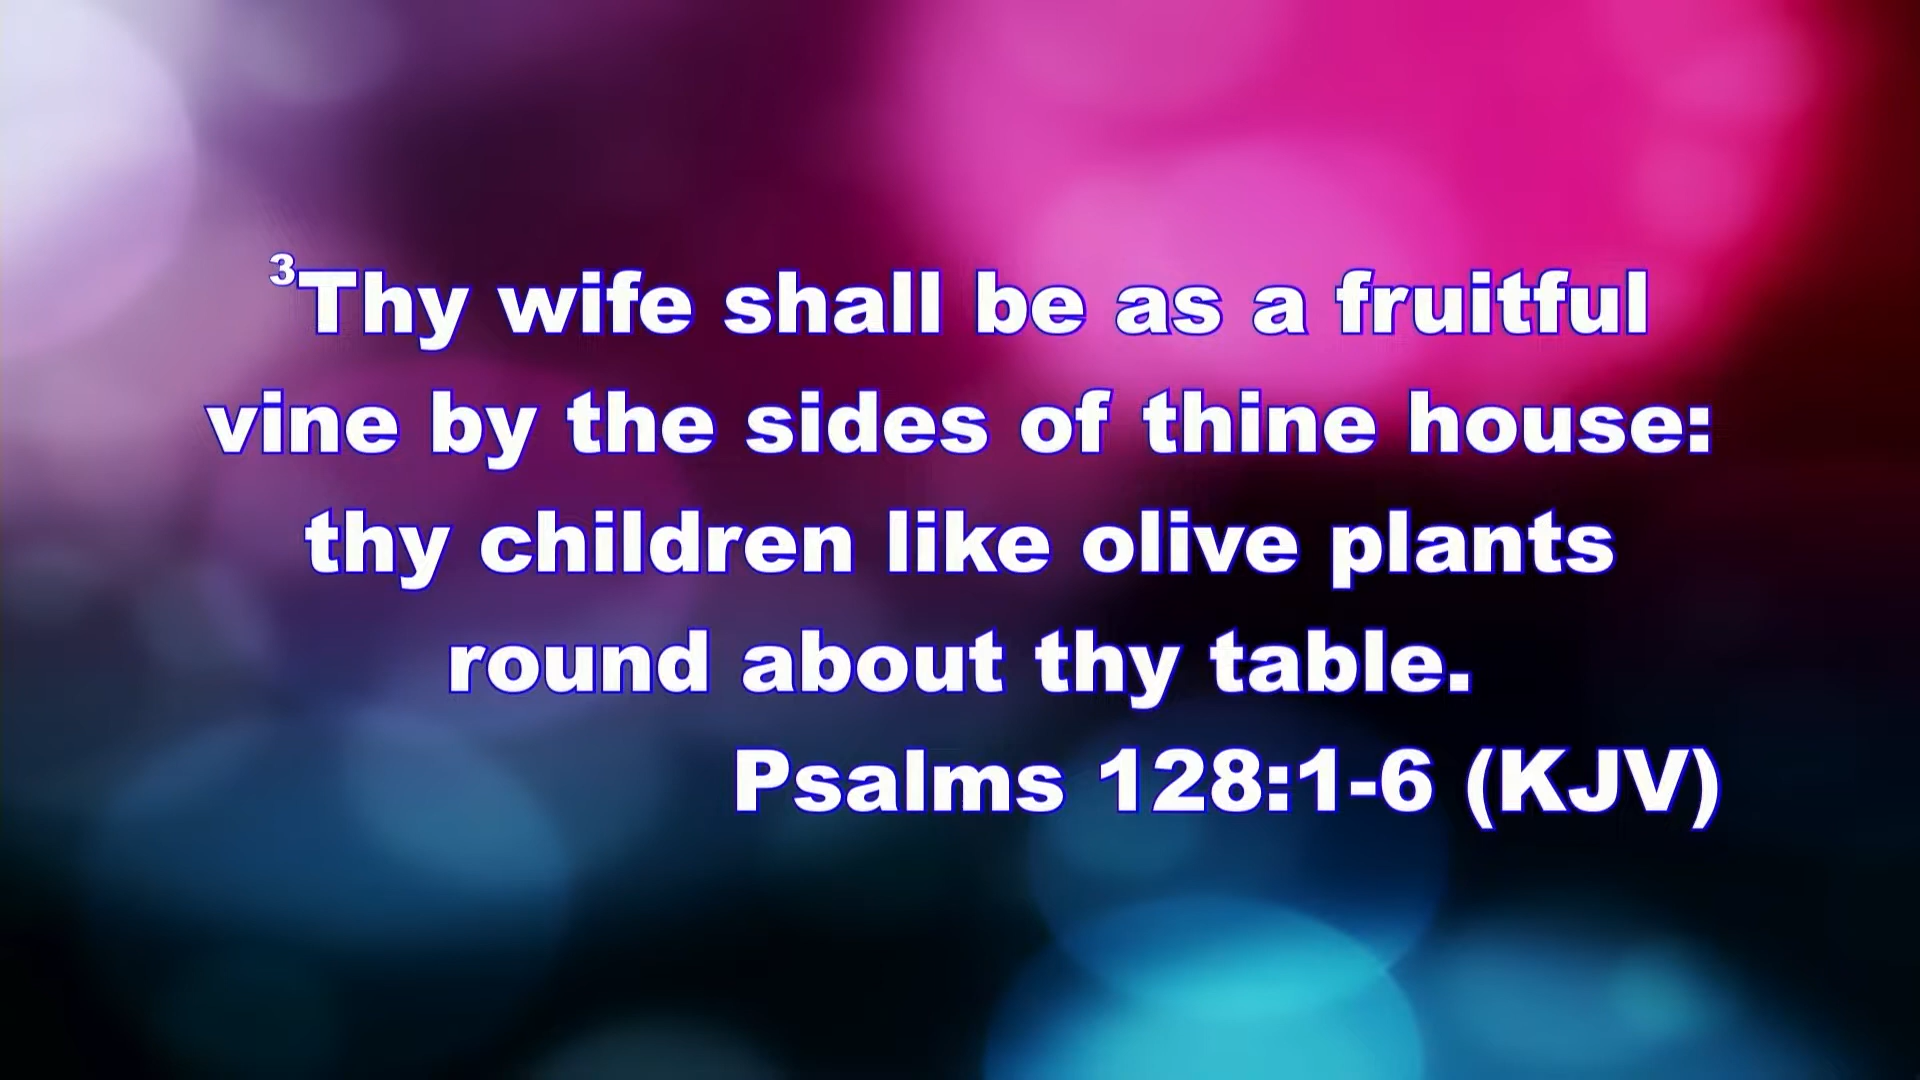 ³Thy wife shall be as a fruitful
vine by the sides of thine house:
thy children like olive plants
round about thy table.
Psalms 128:1-6 (KJV)